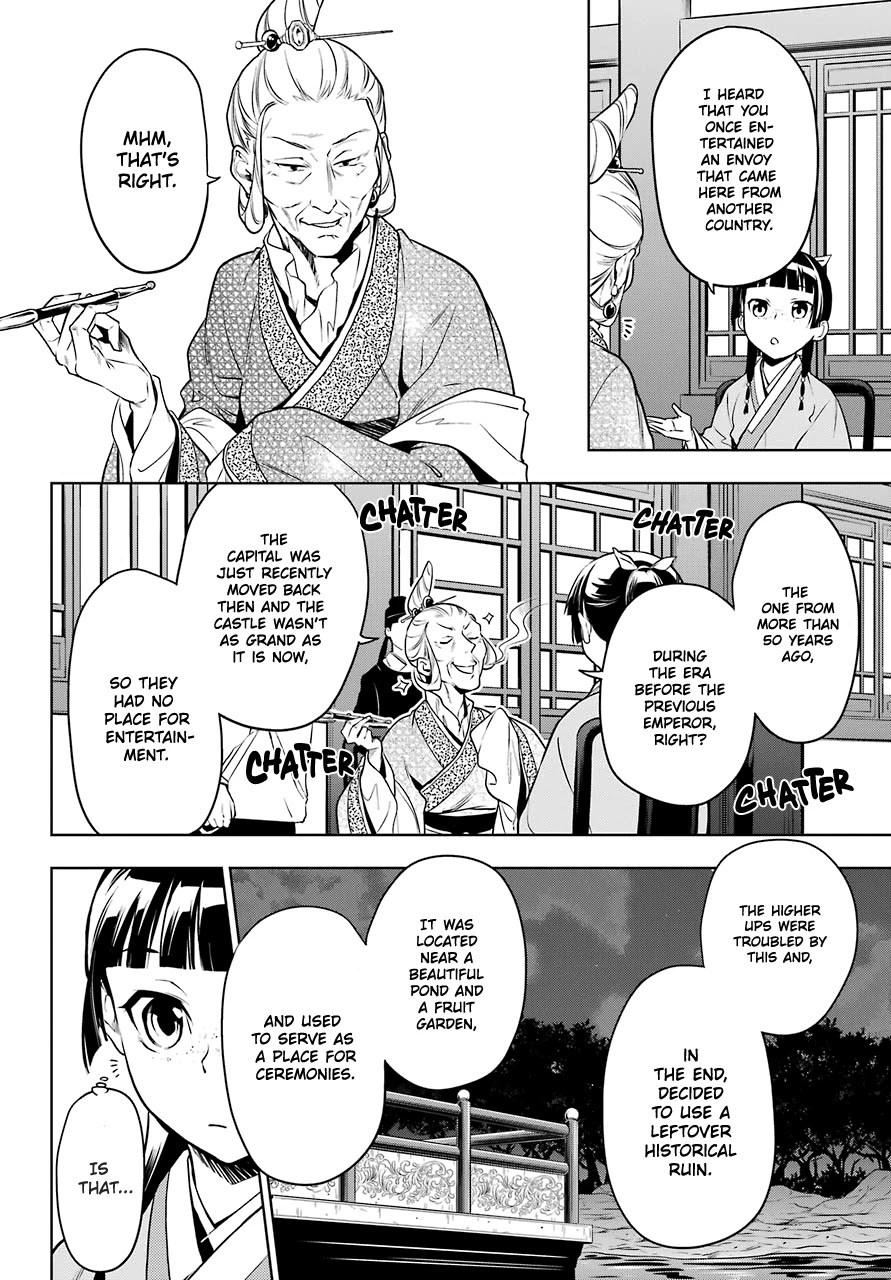 I HEARD
THAT YOU
ONCE EN-
TERTAINED
AN ENVOY
THAT CAME
HERE FROM
ANOTHER
COUNTRY.
MHM,
THAT'S
RIGHT.
THE
ONE FROM
MORE THAN
50 YEARS
AGO,
DURING
THE ERA
BEFORE THE
PREVIOUS
EMPEROR,
RIGHT?
CHATTER
CHATTER
CHATTER
CHATTER
THE
CAPITAL WAS
JUST RECENTLY
MOVED BACK
THEN AND THE
CASTLE WASN'T
AS GRAND AS
IT IS NOW,
SO THEY
HAD NO
PLACE FOR
ENTERTAIN-
MENT.
THE HIGHER
UPS WERE
TROUBLED BY
THIS AND,
IN
THE END,
DECIDED
TO USE A
LEFTOVER
HISTORICAL
RUIN.
IT WAS
LOCATED
NEAR A
BEAUTIFUL
POND AND
A FRUIT
GARDEN,
AND USED
TO SERVE AS
A PLACE FOR
CEREMONIES.
IS
THAT...